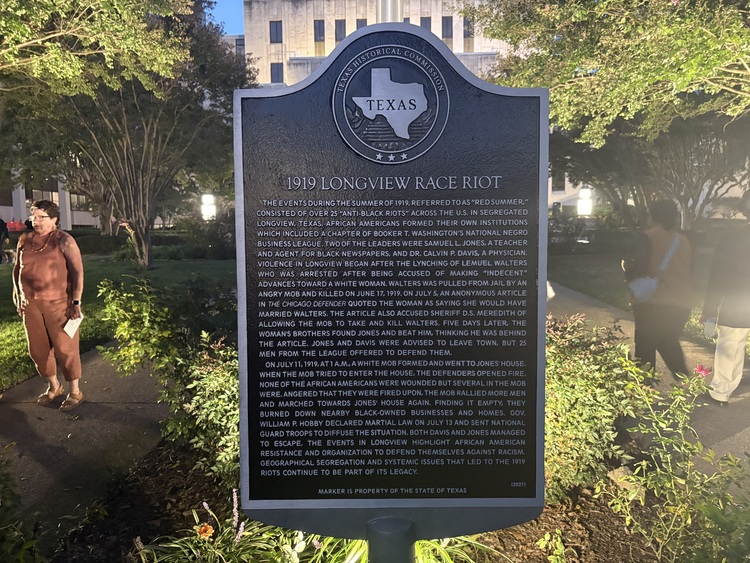 TEXAS HISTORICAL COMMISSION
TEXAS
1919 LONGVIEW RACE RIOT
THE EVENTS DURING THE SUMMER OF 1919, REFERRED TO AS "RED SUMMER,"
CONSISTED OF OVER 25 "ANTI-BLACK RIOTS" ACROSS THE U.S. IN SEGREGATED
LONGVIEW, TEXAS, AFRICAN AMERICANS FORMED THEIR OWN INSTITUTIONS
WHICH INCLUDED A CHAPTER OF BOOKER T. WASHINGTON'S NATIONAL NEGRO
BUSINESS LEAGUE. TWO OF THE LEADERS WERE SAMUEL L. JONES, A TEACHER
AND AGENT FOR BLACK NEWSPAPERS, AND DR. CALVIN P. DAVIS, A PHYSICIAN.
VIOLENCE IN LONGVIEW BEGAN AFTER THE LYNCHING OF LEMUEL WALTERS
WHO WAS ARRESTED AFTER BEING ACCUSED OF MAKING "INDECENT"
ADVANCES TOWARD A WHITE WOMAN. WALTERS WAS PULLED FROM JAIL BY AN
ANGRY MOB AND KILLED ON JUNE 17, 1919. ON JULY 5, AN ANONYMOUS ARTICLE
IN THE CHICAGO DEFENDER QUOTED THE WOMAN AS SAYING SHE WOULD HAVE
MARRIED WALTERS. THE ARTICLE ALSO ACCUSED SHERIFF D.S. MEREDITH OF
ALLOWING THE MOB TO TAKE AND KILL WALTERS. FIVE DAYS LATER, THE
WOMAN'S BROTHERS FOUND JONES AND BEAT HIM, THINKING HE WAS BEHIND
THE ARTICLE. JONES AND DAVIS WERE ADVISED TO LEAVE TOWN, BUT 25
MEN FROM THE LEAGUE OFFERED TO DEFEND THEM.
ON JULY 11, 1919, AT 1 A.M., A WHITE MOB FORMED AND WENT TO JONES' HOUSE.
WHEN THE MOB TRIED TO ENTER THE HOUSE, THE DEFENDERS OPENED FIRE.
NONE OF THE AFRICAN AMERICANS WERE WOUNDED BUT SEVERAL IN THE MOB
WERE. ANGERED THAT THEY WERE FIRED UPON, THE MOB RALLIED MORE MEN
AND MARCHED TOWARDS JONES' HOUSE AGAIN. FINDING IT EMPTY, THEY
BURNED DOWN NEARBY BLACK-OWNED BUSINESSES AND HOMES. GOV.
WILLIAM P. HOBBY DECLARED MARTIAL LAW ON JULY 13 AND SENT NATIONAL
GUARD TROOPS TO DIFFUSE THE SITUATION. BOTH DAVIS AND JONES MANAGED
TO ESCAPE. THE EVENTS IN LONGVIEW HIGHLIGHT AFRICAN AMERICAN
RESISTANCE AND ORGANIZATION TO DEFEND THEMSELVES AGAINST RACISM.
GEOGRAPHICAL SEGREGATION AND SYSTEMIC ISSUES THAT LED TO THE 1919
RIOTS CONTINUE TO BE PART OF ITS LEGACY.
(2021)
MARKER IS PROPERTY OF THE STATE OF TEXAS